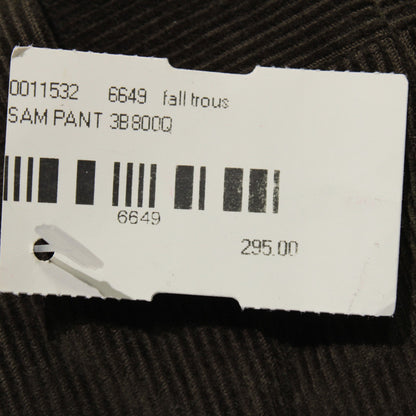 0011532 6649 fall trous
SAM PANT 3B800Q
6649
295.00